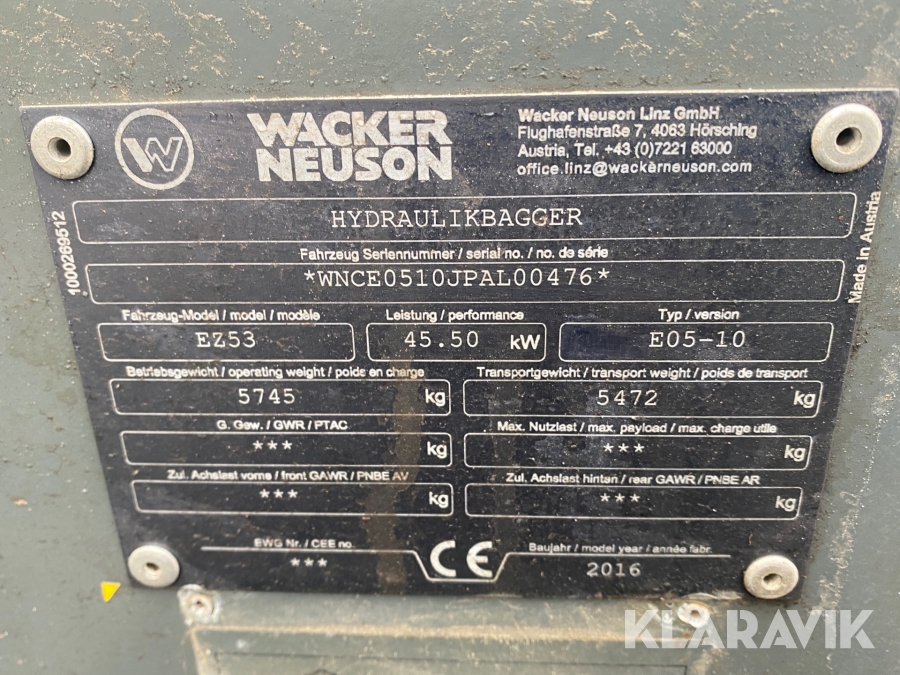 W
WACKER
NEUSON
Wacker Neuson Linz GmbH
Flughafenstraße 7, 4063 Hörsching
Austria, Tel. +43 (0)7221 63000
office.linz@wackerneuson.com
1000269512
Made in Austria
HYDRAULIKBAGGER
Fahrzeug Seriennummer / serial no. / no. de série
*WNCE0510JPAL00476*
Fahrzeug-Model / model / modèle Leistung / performance Typ / version
EZ53 45.50 kW E05-10
Betriebsgewicht / operating weight / poids en charge Transportgewicht / transport weight / poids de transport
5745 kg 5472 kg
G. Gew. / GWR / PTAC Max. Nutzlast / max. payload / max. charge utile
*** kg *** kg
Zul. Achslast vorne / front GAWR / PNBE AV Zul. Achslast hinten / rear GAWR / PNBE AR
*** kg *** kg
EWG Nr. / CEE no. CE Baujahr / model year / année fabr.
*** 2016
KLARAVIK